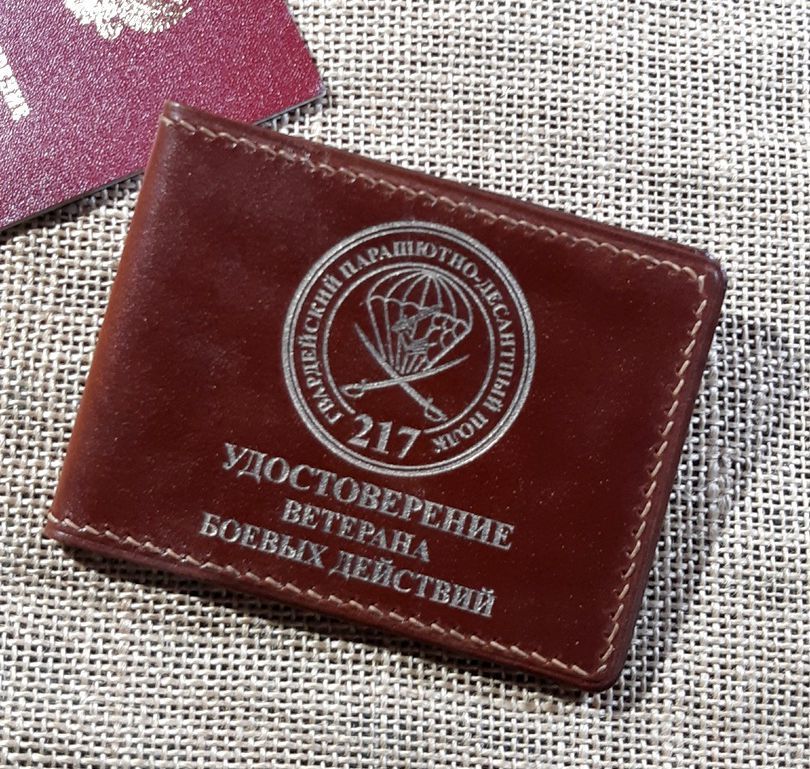 ГВАРДЕЙСКИЙ ПАРАШЮТНО-ДЕСАНТНЫЙ ПОЛК
217
УДОСТОВЕРЕНИЕ
ВЕТЕРАНА
БОЕВЫХ ДЕЙСТВИЙ